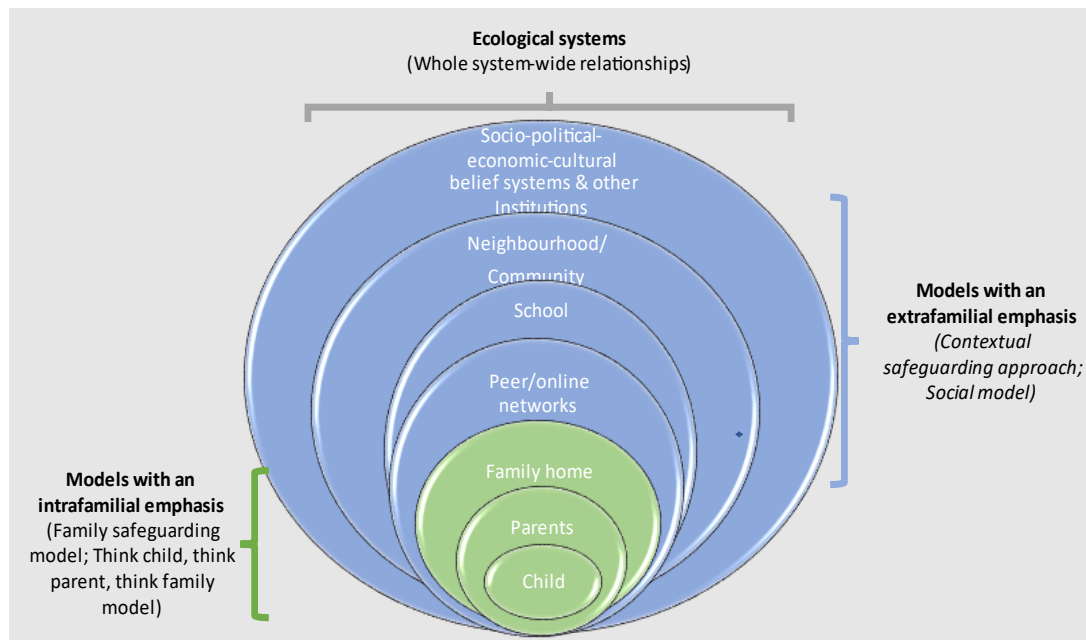 Ecological systems
(Whole system-wide relationships)
Socio-political-
economic-cultural
belief systems & other
Institutions
Neighbourhood/
Community
School
Peer/online
networks
Family home
Parents
Child
Models with an
extrafamilial emphasis
(Contextual
safeguarding approach;
Social model)
Models with an
intrafamilial emphasis
(Family safeguarding
model; Think child, think
parent, think family
model)